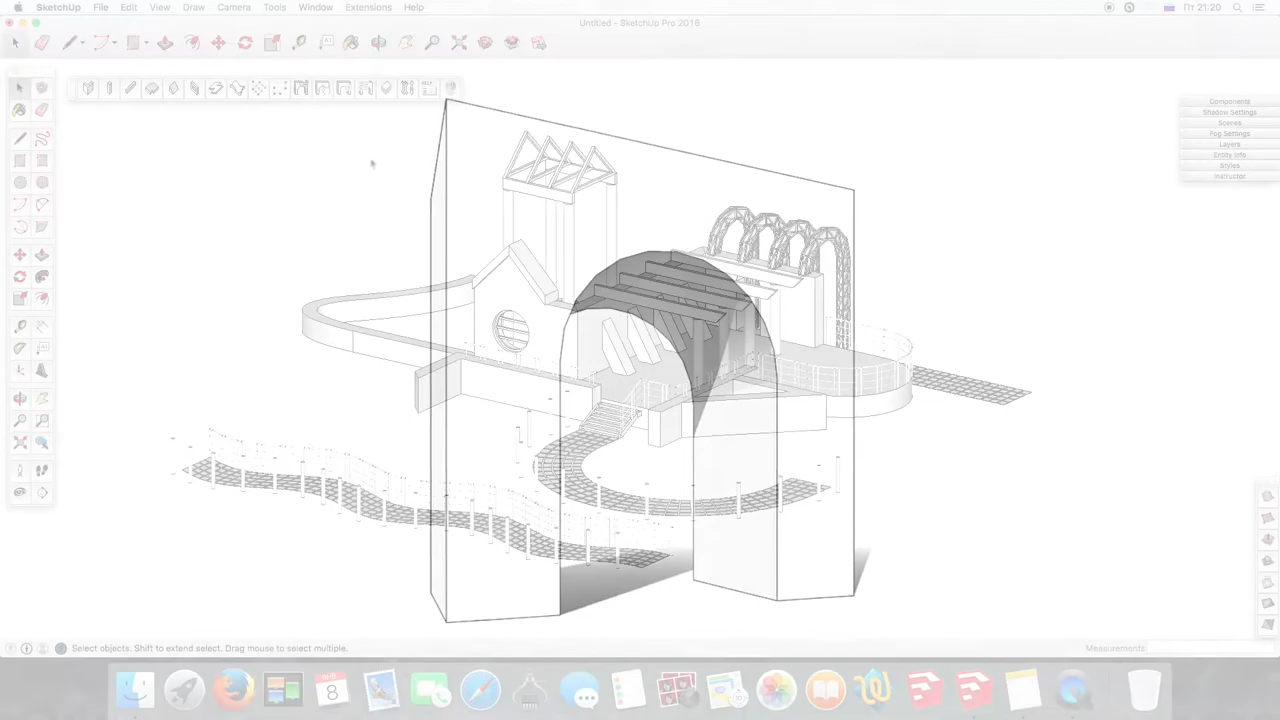 SketchUp File Edit View Draw Camera Tools Window Extensions Help Пт 21:20
Untitled - SketchUp Pro 2016
Components
Shadow Settings
Scenes
Fog Settings
Layers
Entity Info
Styles
Instructor
Select objects. Shift to extend select. Drag mouse to select multiple.
Measurements
8